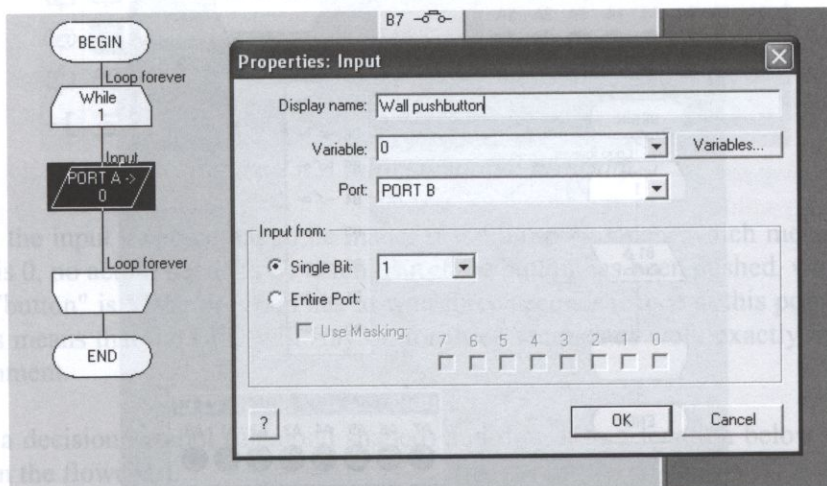 B7
BEGIN
Loop forever
While
1
Input
PORT A ->
0
Loop forever
END
Properties: Input
Display name: Wall pushbutton
Variable: 0 Variables...
Port: PORT B
Input from:
Single Bit: 1
Entire Port:
Use Masking:
7 6 5 4 3 2 1 0
? OK Cancel